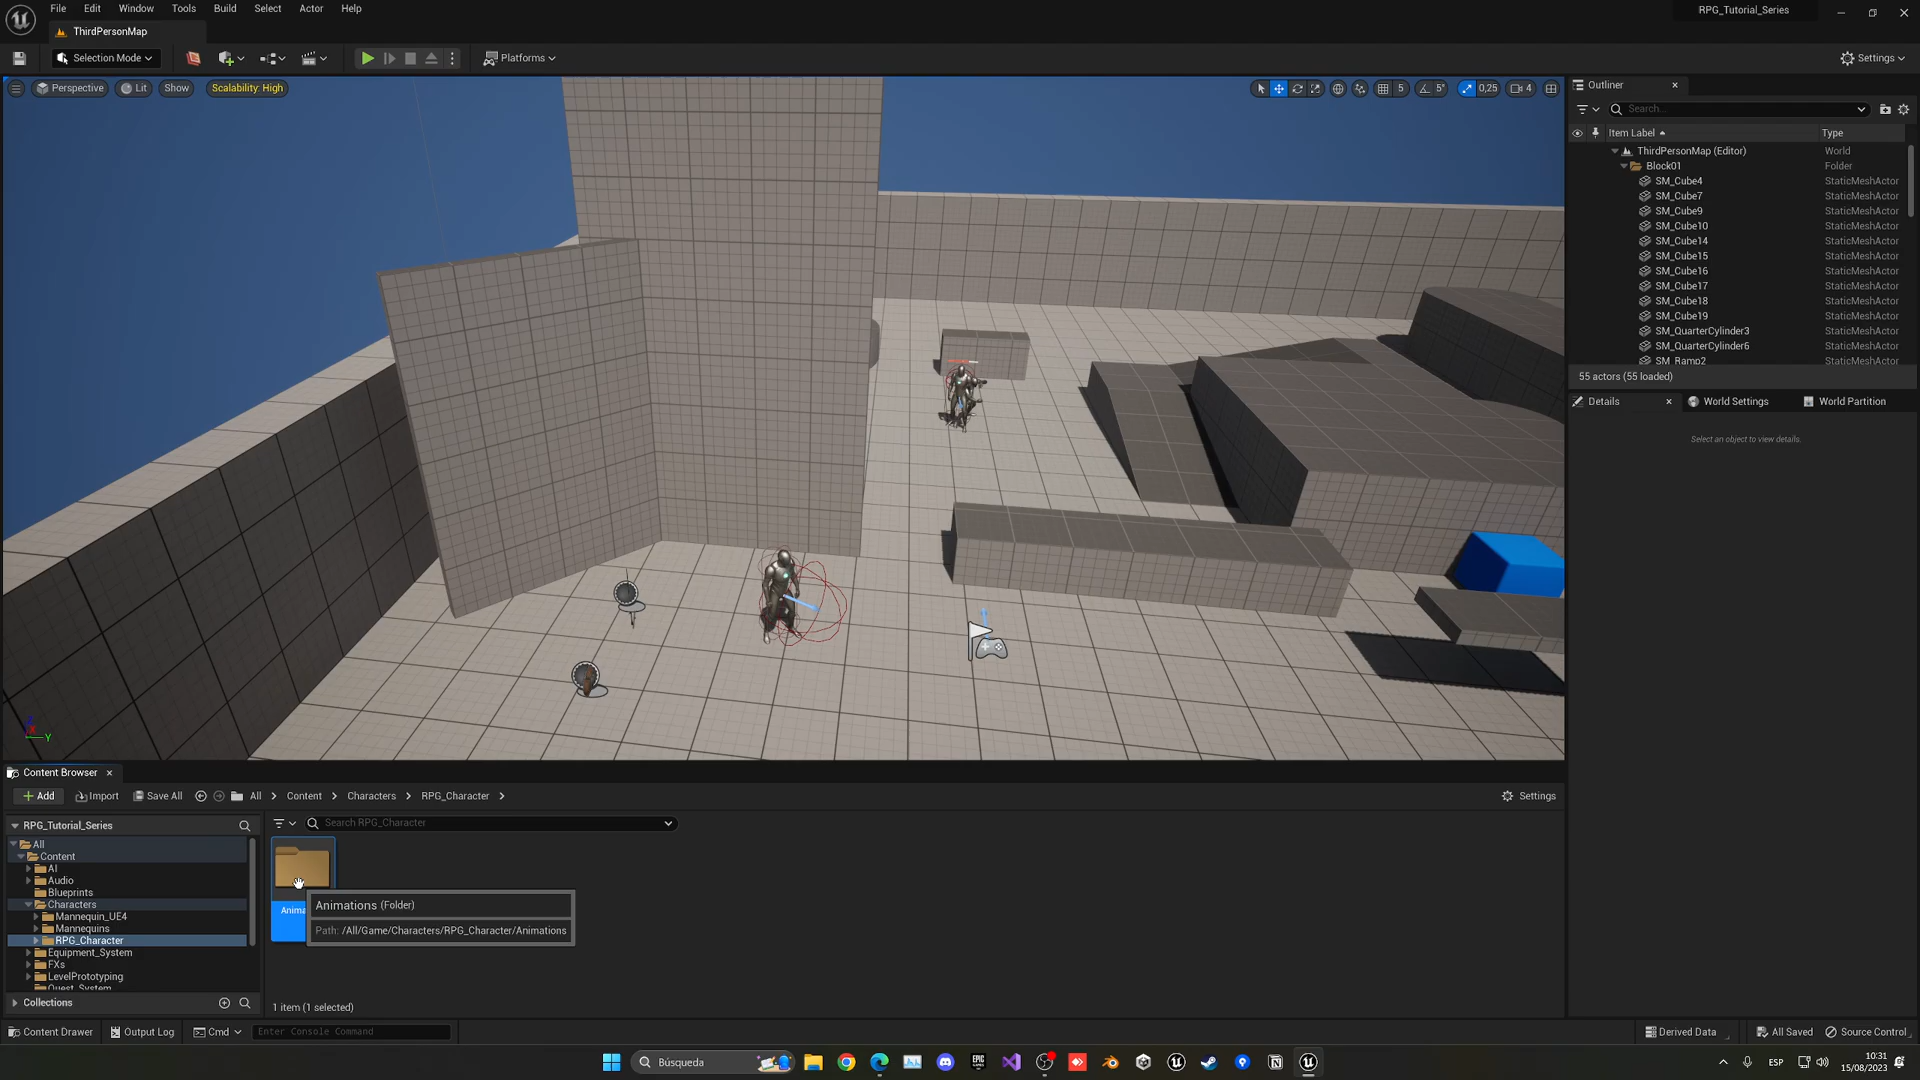 File Edit Window Tools Build Select Actor Help
RPG_Tutorial_Series
ThirdPersonMap
Selection Mode
Platforms
Settings
Perspective
Lit
Show
Scalability: High
5
5°
0,25
4
Outliner
Search...
Item Label
Type
ThirdPersonMap (Editor) World
Block01 Folder
SM_Cube4 StaticMeshActor
SM_Cube7 StaticMeshActor
SM_Cube9 StaticMeshActor
SM_Cube10 StaticMeshActor
SM_Cube14 StaticMeshActor
SM_Cube15 StaticMeshActor
SM_Cube16 StaticMeshActor
SM_Cube17 StaticMeshActor
SM_Cube18 StaticMeshActor
SM_Cube19 StaticMeshActor
SM_QuarterCylinder3 StaticMeshActor
SM_QuarterCylinder6 StaticMeshActor
SM_Ramp2 StaticMeshActor
55 actors (55 loaded)
Details
World Settings
World Partition
Select an object to view details.
Z
X
Y
Content Browser
Add
Import
Save All
All
Content
Characters
RPG_Character
Settings
RPG_Tutorial_Series
Search RPG_Character
All
Content
AI
Audio
Blueprints
Characters
Mannequin_UE4
Mannequins
RPG_Character
Equipment_System
FXs
LevelPrototyping
Quest_System
Collections
Anima
Animations (Folder)
Path: /All/Game/Characters/RPG_Character/Animations
1 item (1 selected)
Content Drawer
Output Log
Cmd
Enter Console Command
Derived Data
All Saved
Source Control
Búsqueda
EPIC GAMES
ESP
10:31
15/08/2023